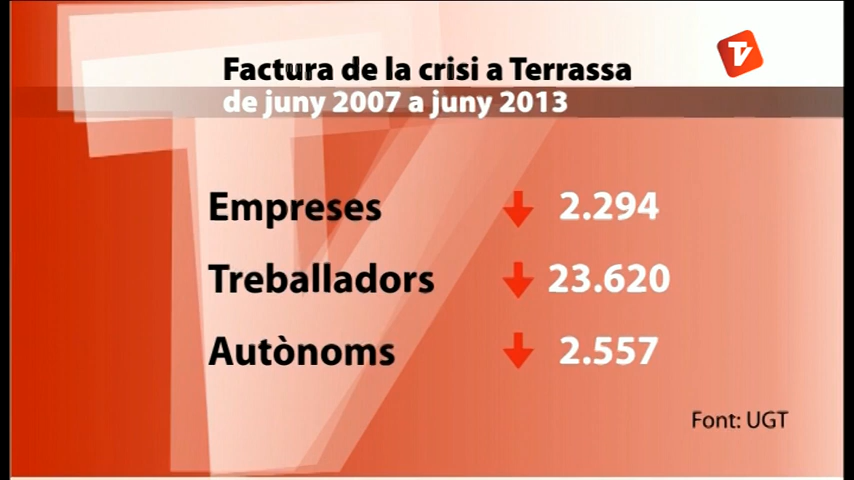 TV
Factura de la crisi a Terrassa
de juny 2007 a juny 2013
Empreses 2.294
Treballadors 23.620
Autònoms 2.557
Font: UGT